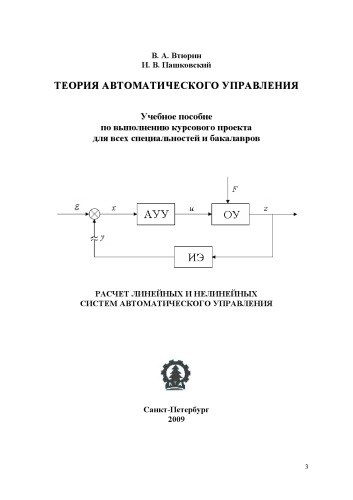 В. А. Втюрин
И. В. Пашковский
ТЕОРИЯ АВТОМАТИЧЕСКОГО УПРАВЛЕНИЯ
Учебное пособие
по выполнению курсового проекта
для всех специальностей и бакалавров
F
ε x АУУ u ОУ z
y
ИЭ
РАСЧЕТ ЛИНЕЙНЫХ И НЕЛИНЕЙНЫХ
СИСТЕМ АВТОМАТИЧЕСКОГО УПРАВЛЕНИЯ
Санкт-Петербург
2009
3